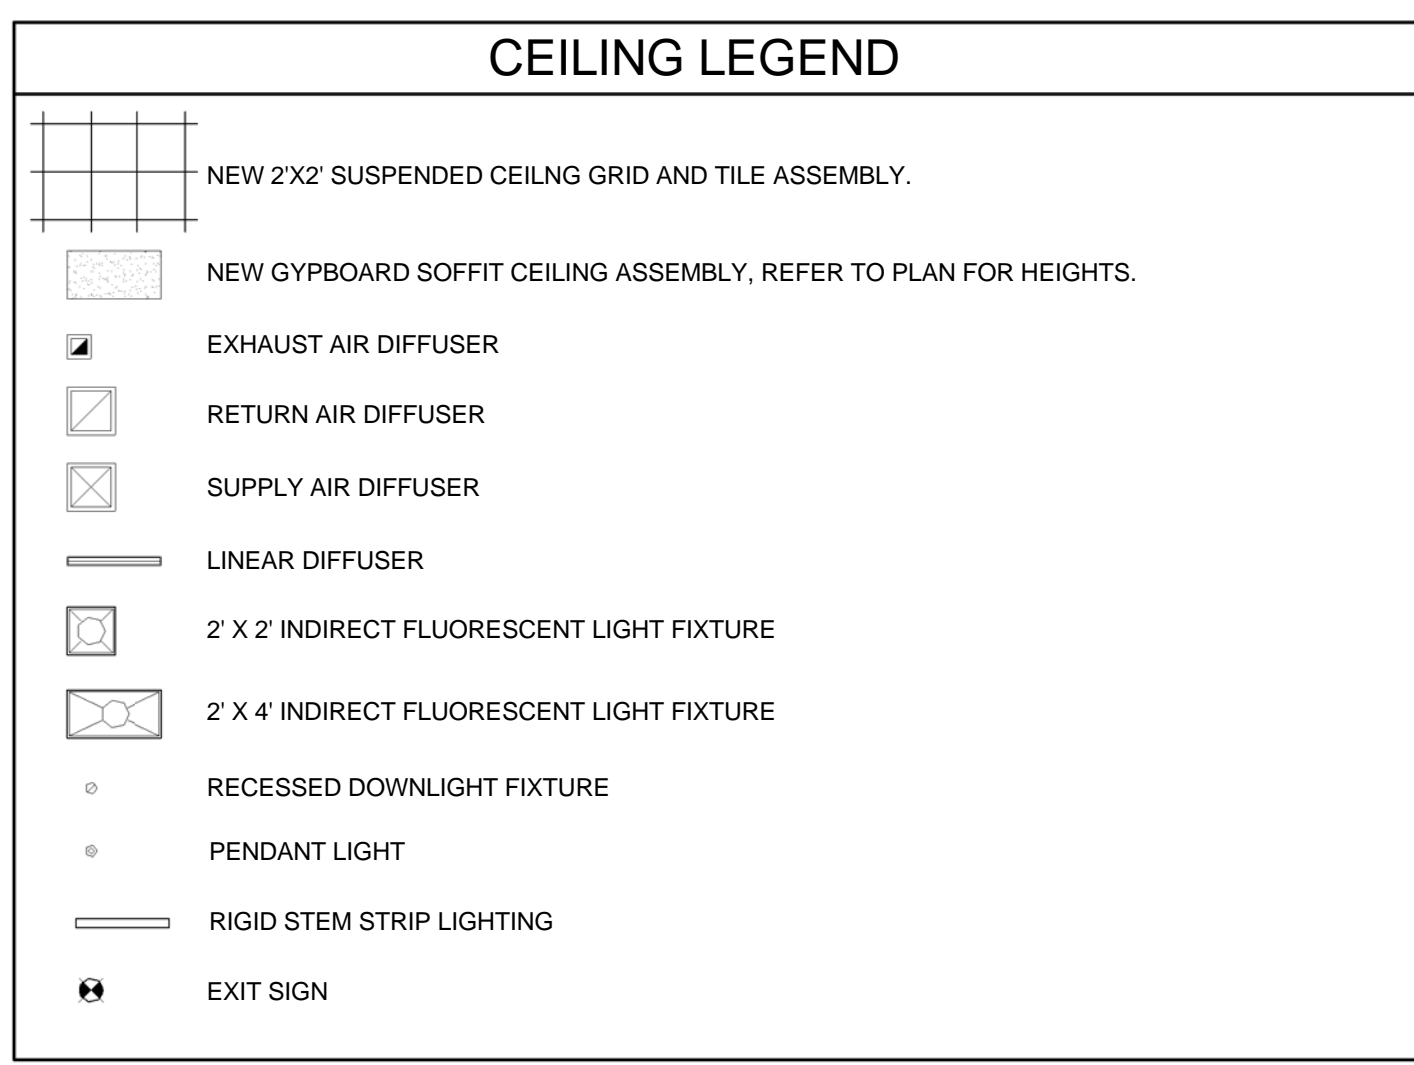 CEILING LEGEND
NEW 2'X2' SUSPENDED CEILNG GRID AND TILE ASSEMBLY.
NEW GYPBOARD SOFFIT CEILING ASSEMBLY, REFER TO PLAN FOR HEIGHTS.
EXHAUST AIR DIFFUSER
RETURN AIR DIFFUSER
SUPPLY AIR DIFFUSER
LINEAR DIFFUSER
2' X 2' INDIRECT FLUORESCENT LIGHT FIXTURE
2' X 4' INDIRECT FLUORESCENT LIGHT FIXTURE
RECESSED DOWNLIGHT FIXTURE
PENDANT LIGHT
RIGID STEM STRIP LIGHTING
EXIT SIGN